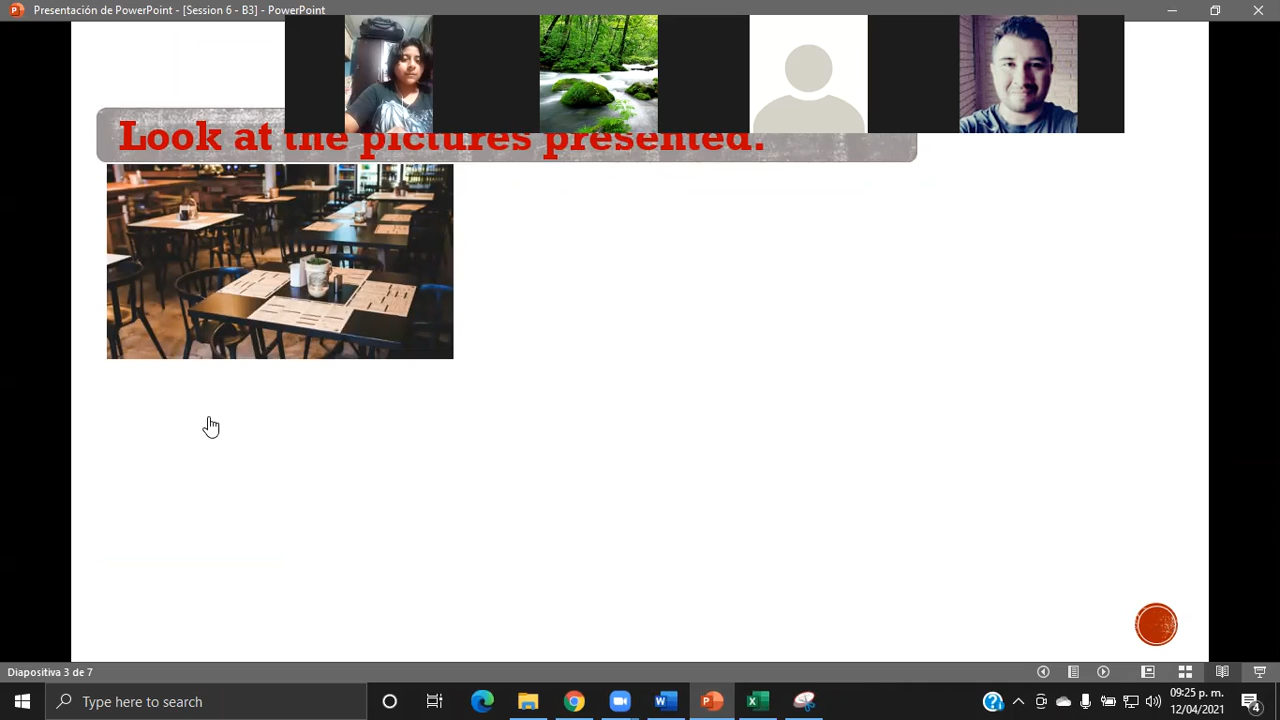 Presentación de PowerPoint - [Session 6 - B3] - PowerPoint
Look at the pictures presented.
Diapositiva 3 de 7
Type here to search
09:25 p. m.
12/04/2021
4